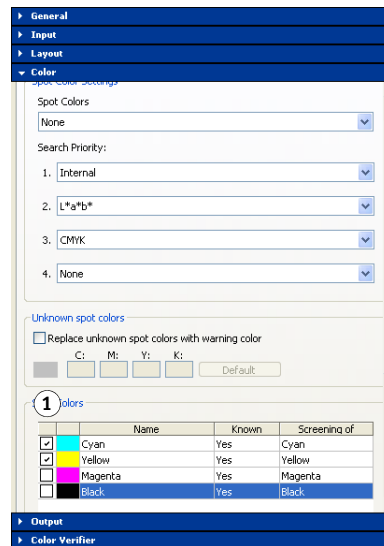 General
Input
Layout
Color
Spot Color Settings
Spot Colors
None
Search Priority:
1. Internal
2. L*a*b*
3. CMYK
4. None
Unknown spot colors
Replace unknown spot colors with warning color
C: M: Y: K:
Default
1 olors
Name Known Screening of
Cyan Yes Cyan
Yellow Yes Yellow
Magenta Yes Magenta
Black Yes Black
Output
Color Verifier